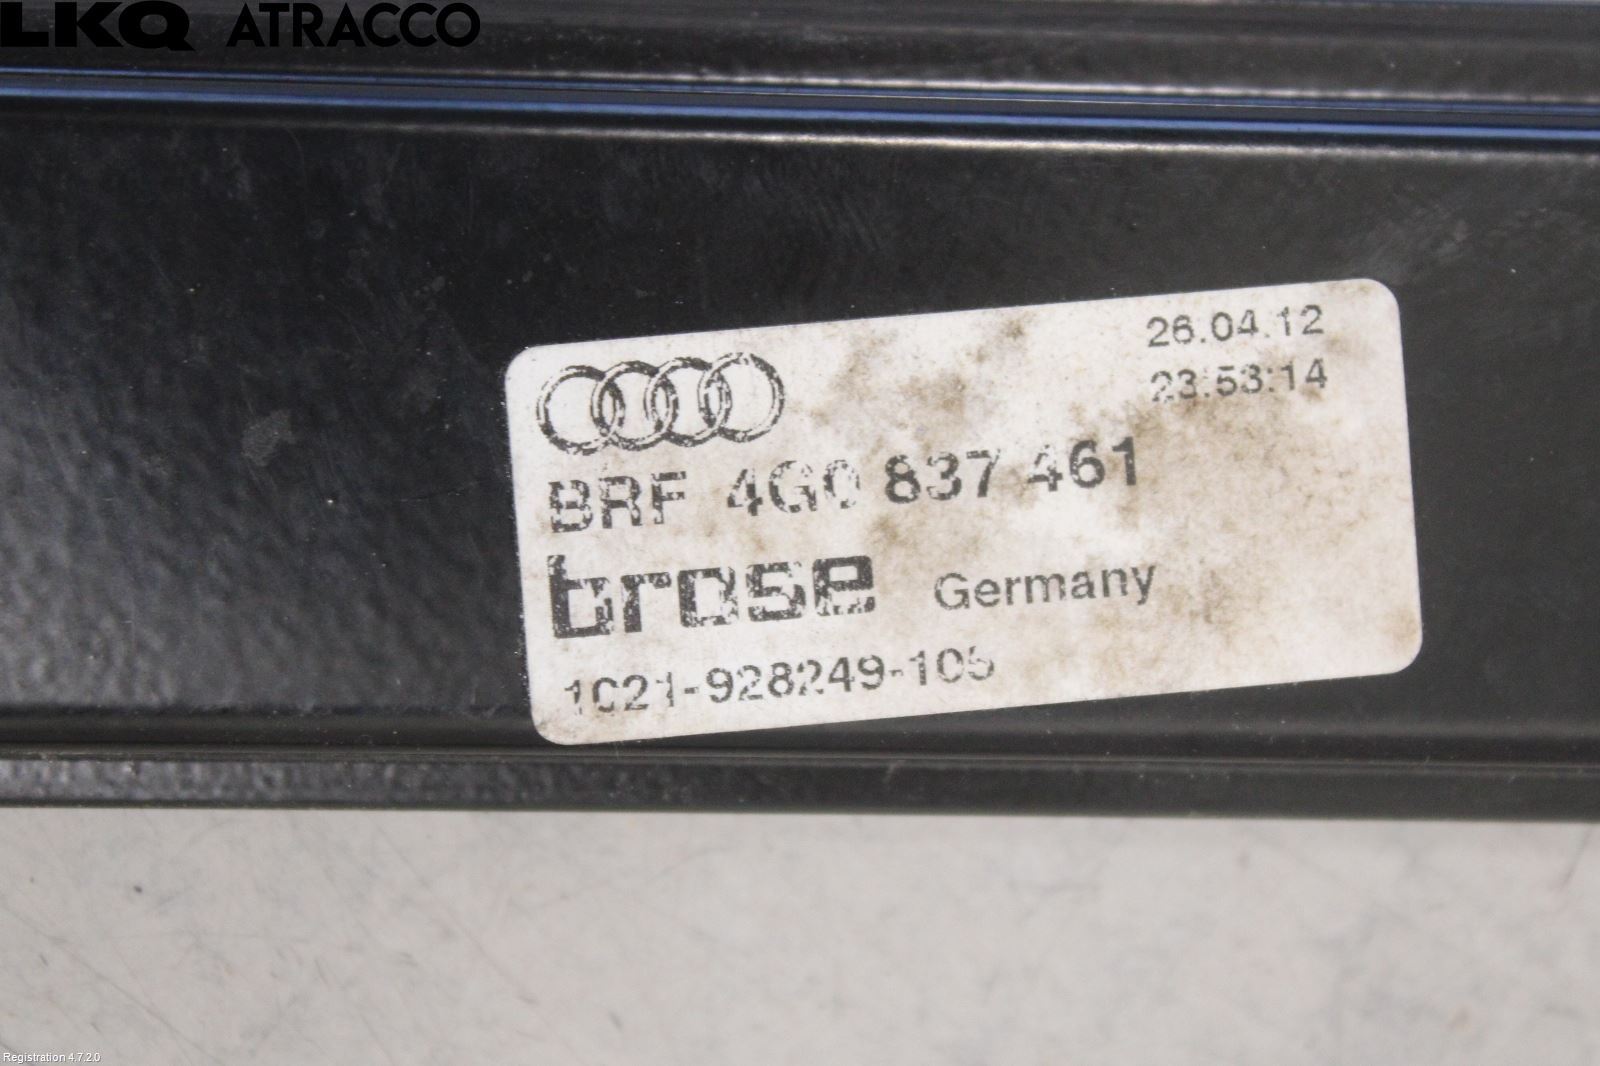 LKQ ATRACCO
26.04.12
23:53:14
BRF 4G0 837 461
brose Germany
1021-928249-105
Registration 4.7.2.0